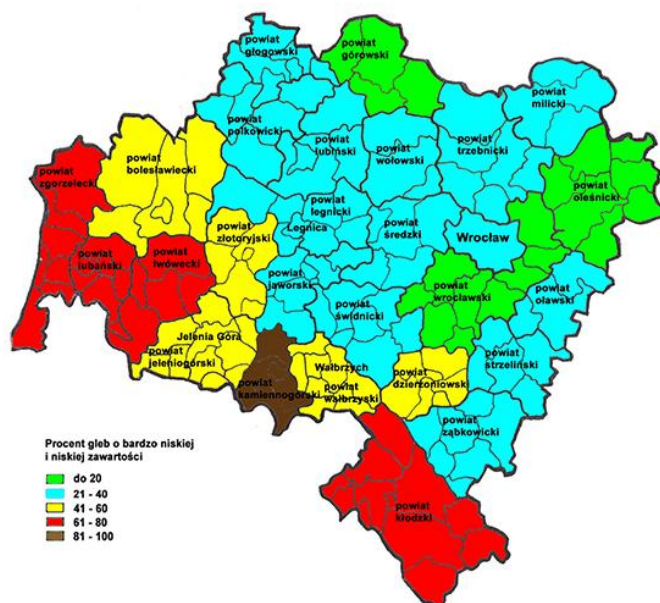 powiat
głogowski
powiat
górowski
powiat
milicki
powiat
polkowicki
powiat
lubiński
powiat
wołowski
powiat
trzebnicki
powiat
bolesławiecki
powiat
zgorzelecki
powiat
oleśnicki
powiat
legnicki
Legnica
powiat
złotoryjski
powiat
średzki
Wrocław
powiat
lubański
powiat
lwówecki
powiat
jaworski
powiat
wrocławski
powiat
oławski
powiat
świdnicki
Jelenia Góra
powiat
jeleniogórski
Wałbrzych
powiat
wałbrzyski
powiat
dzierżoniowski
powiat
strzeliński
powiat
kamiennogórski
powiat
ząbkowicki
powiat
kłodzki
Procent gleb o bardzo niskiej
i niskiej zawartości
do 20
21 - 40
41 - 60
61 - 80
81 - 100